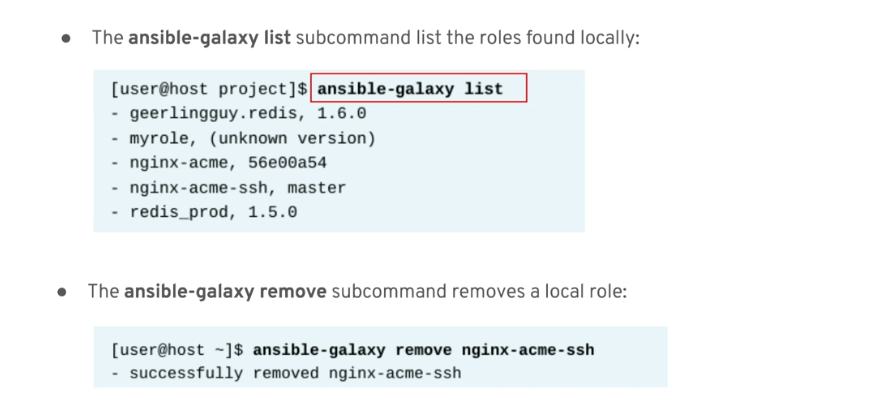 ● The ansible-galaxy list subcommand list the roles found locally:
[user@host project]$ ansible-galaxy list
- geerlingguy.redis, 1.6.0
- myrole, (unknown version)
- nginx-acme, 56e00a54
- nginx-acme-ssh, master
- redis_prod, 1.5.0
● The ansible-galaxy remove subcommand removes a local role:
[user@host ~]$ ansible-galaxy remove nginx-acme-ssh
- successfully removed nginx-acme-ssh